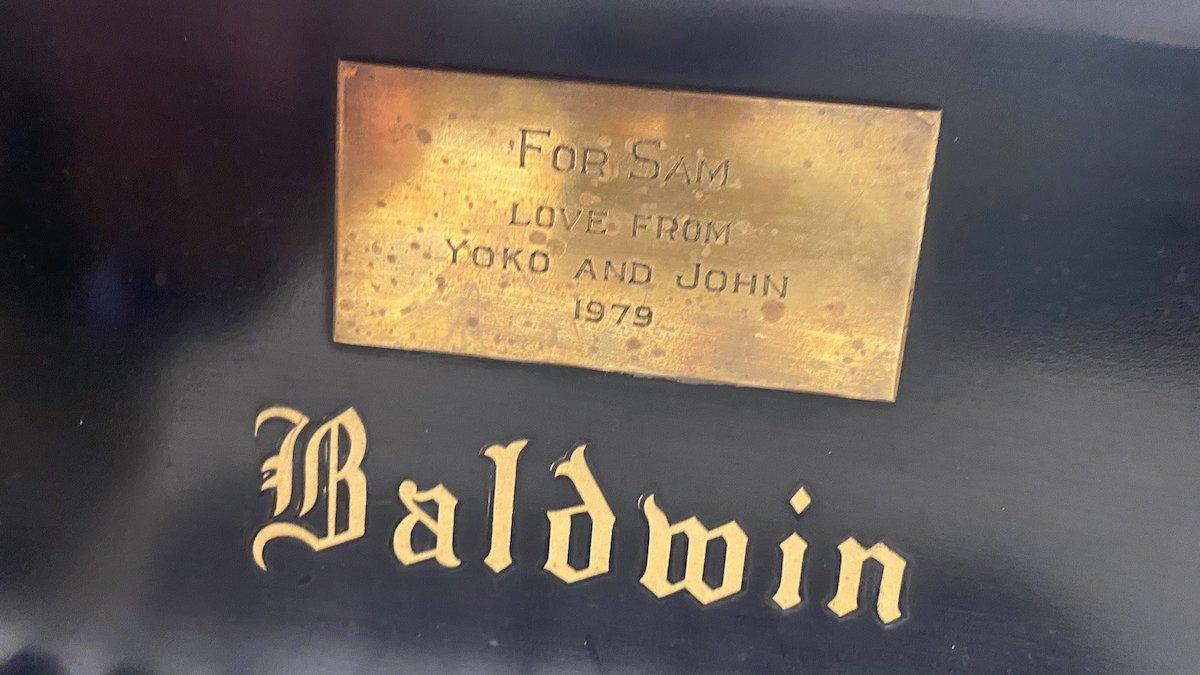 For Sam
LOVE FROM
YOKO AND JOHN
1979
Baldwin